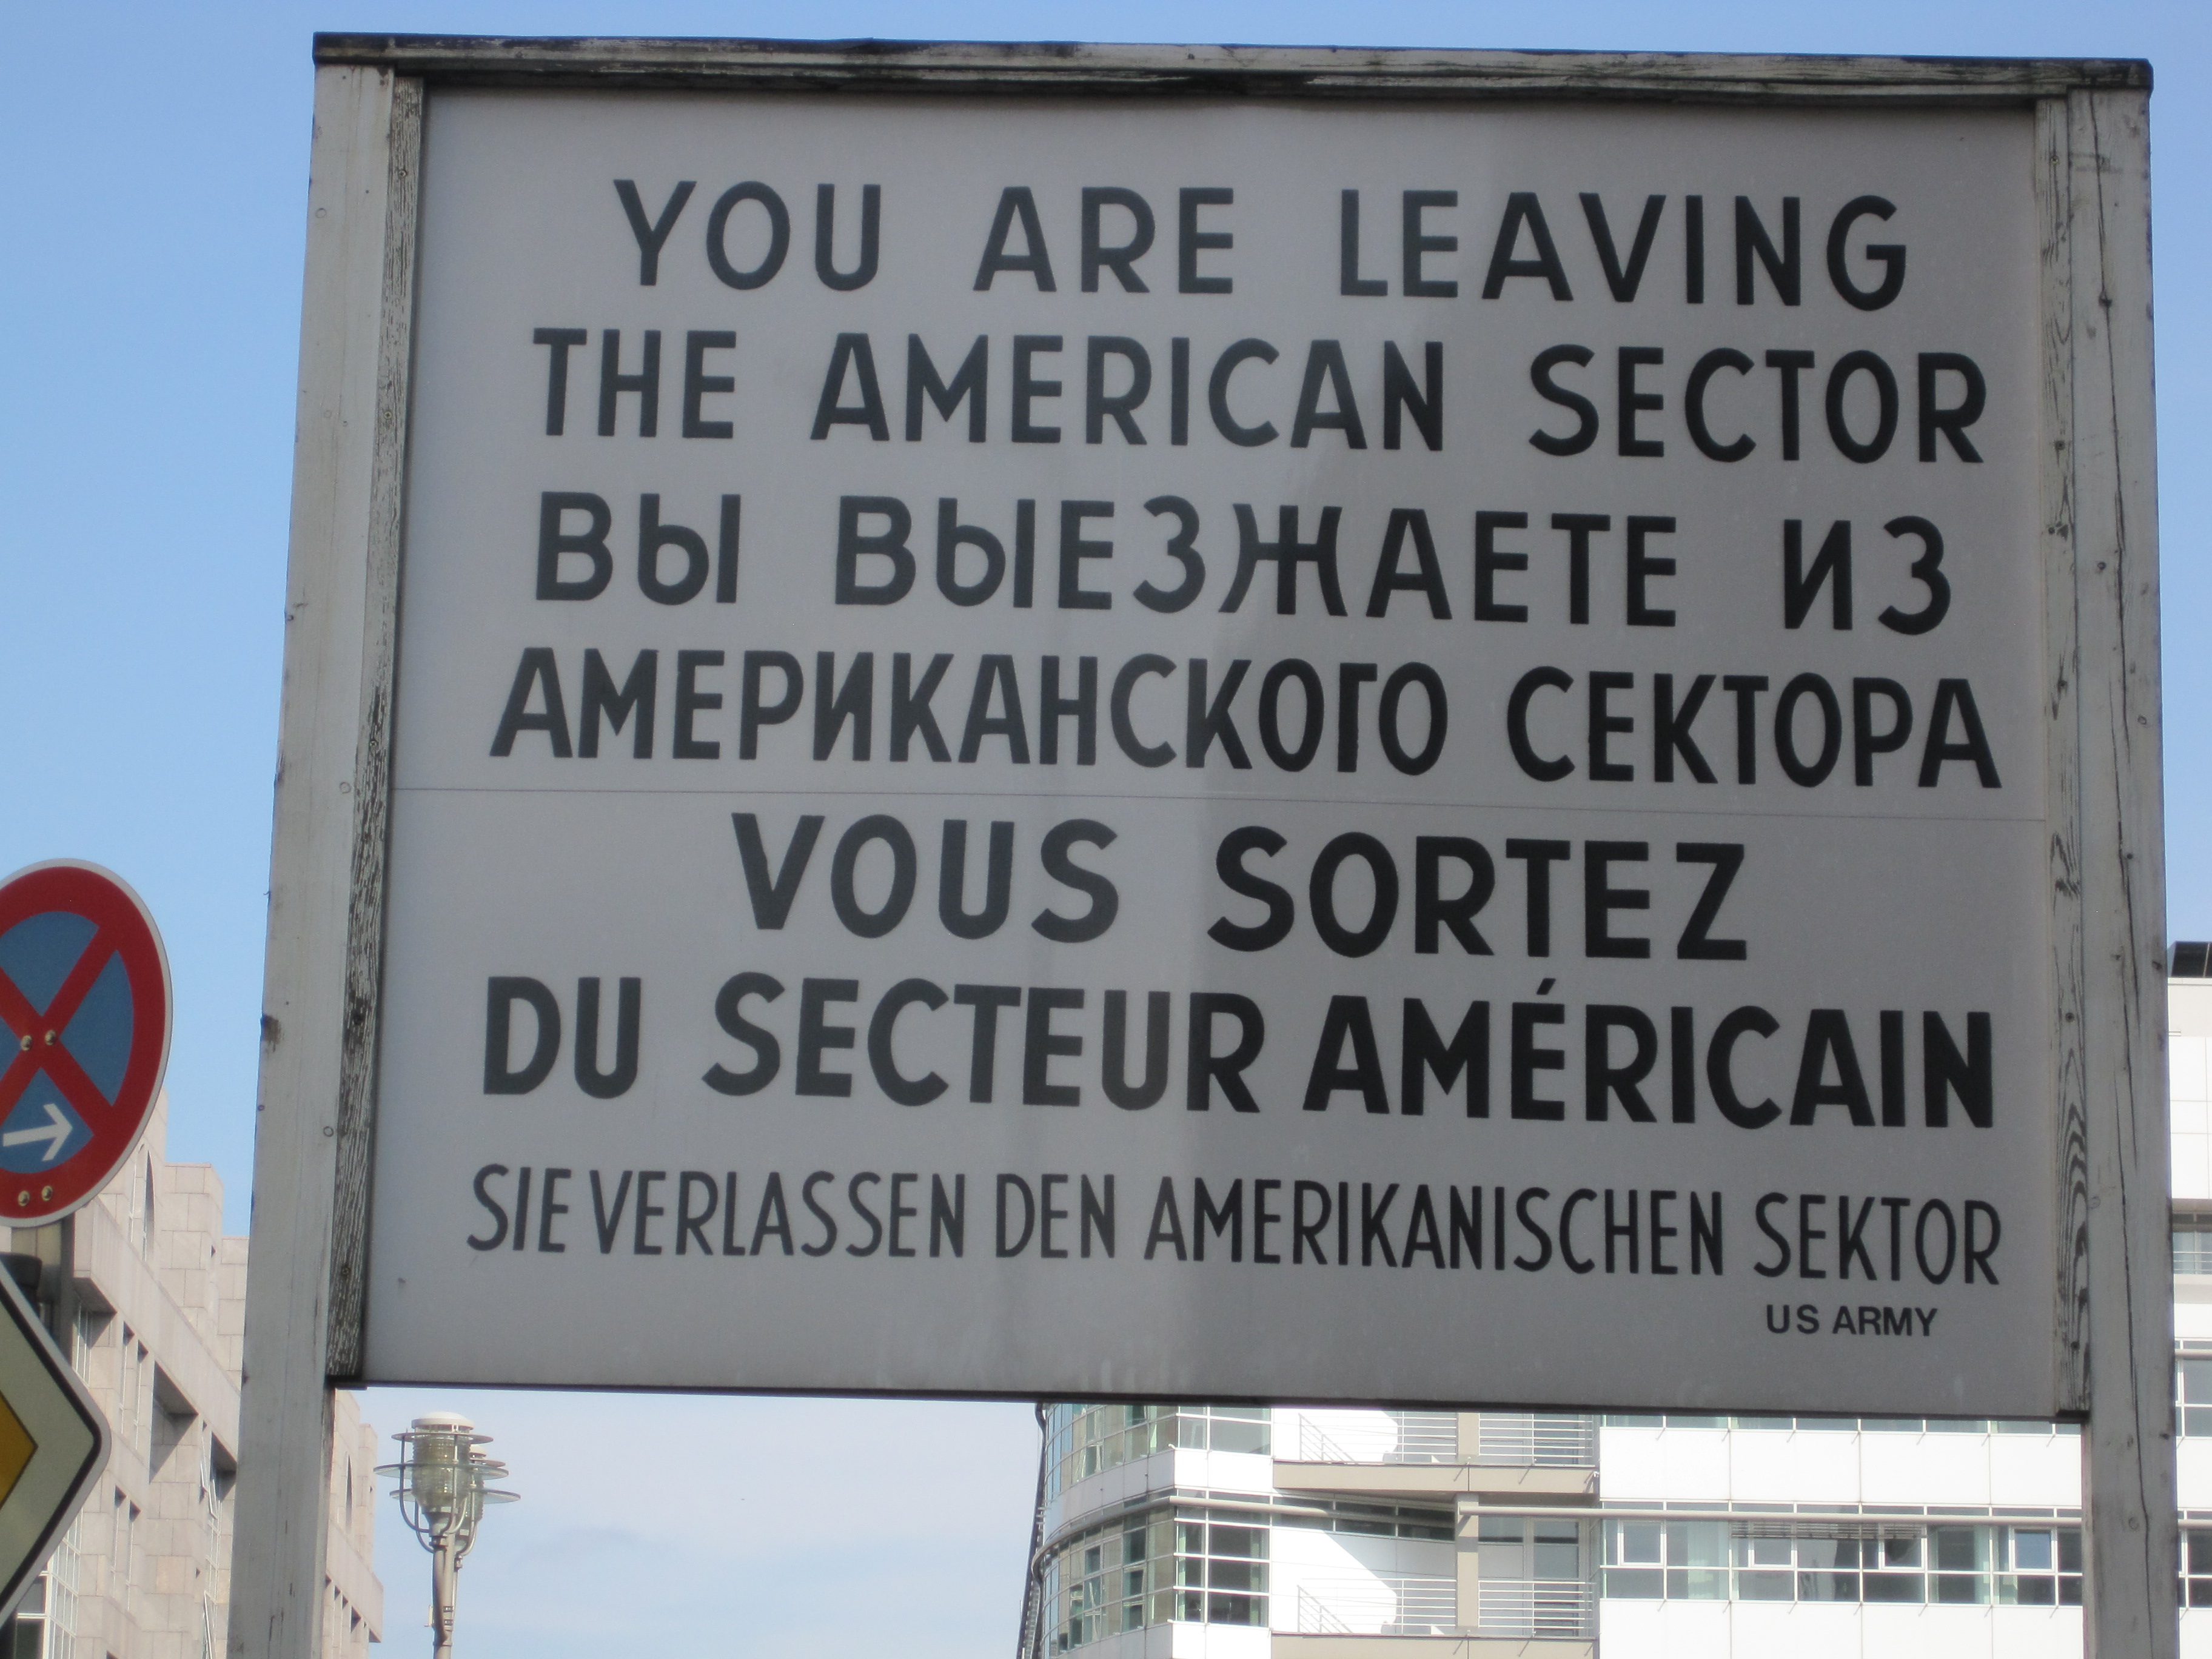 YOU ARE LEAVING
THE AMERICAN SECTOR
ВЫ ВЫЕЗЖАЕТЕ ИЗ
АМЕРИКАНСКОГО СЕКТОРА
VOUS SORTEZ
DU SECTEUR AMÉRICAIN
SIE VERLASSEN DEN AMERIKANISCHEN SEKTOR
US ARMY